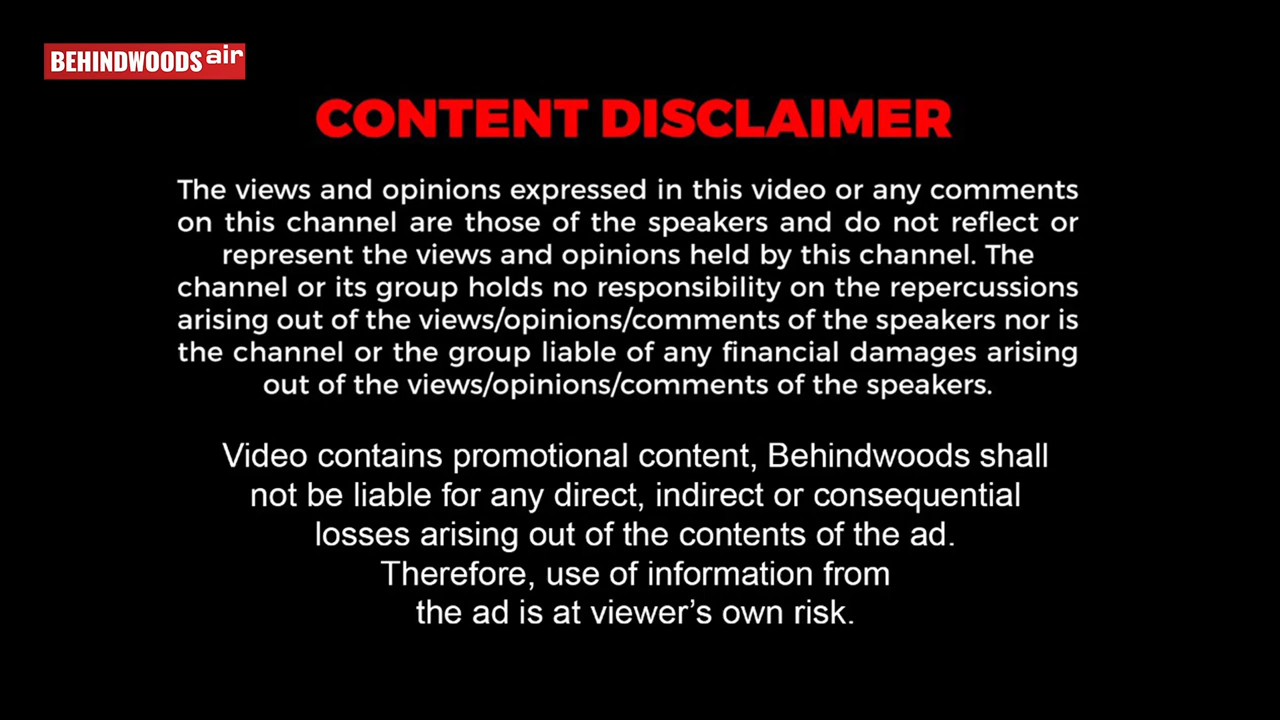 BEHINDWOODS air
CONTENT DISCLAIMER
The views and opinions expressed in this video or any comments
on this channel are those of the speakers and do not reflect or
represent the views and opinions held by this channel. The
channel or its group holds no responsibility on the repercussions
arising out of the views/opinions/comments of the speakers nor is
the channel or the group liable of any financial damages arising
out of the views/opinions/comments of the speakers.
Video contains promotional content, Behindwoods shall
not be liable for any direct, indirect or consequential
losses arising out of the contents of the ad.
Therefore, use of information from
the ad is at viewer’s own risk.